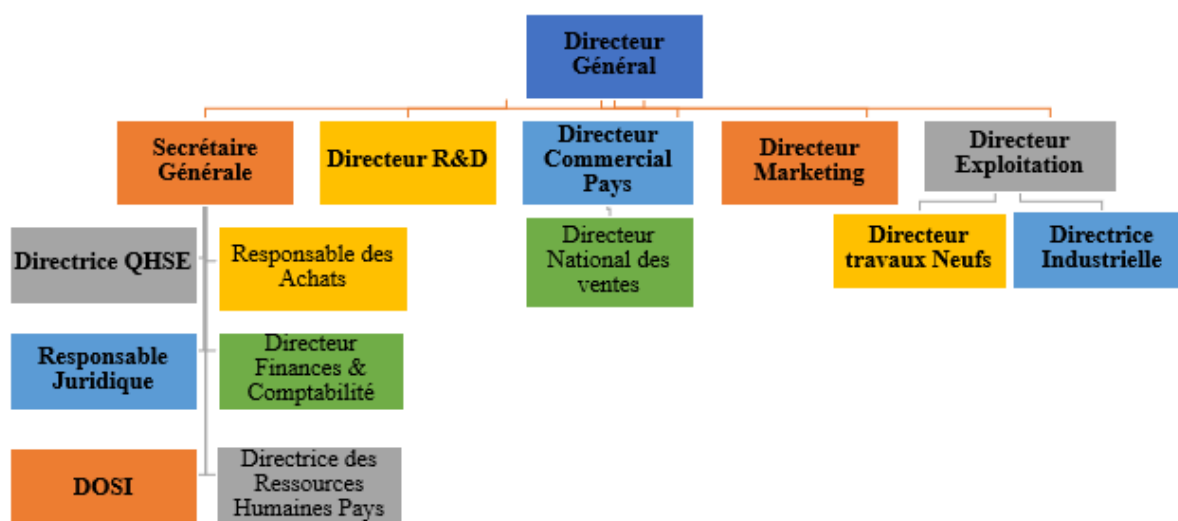 Directeur
Général
Secrétaire
Générale
Directeur R&D
Directeur
Commercial
Pays
Directeur
Marketing
Directeur
Exploitation
Directeur
National des
ventes
Directeur
travaux Neufs
Directrice
Industrielle
Directrice QHSE
Responsable des
Achats
Responsable
Juridique
Directeur
Finances &
Comptabilité
DOSI
Directrice des
Ressources
Humaines Pays